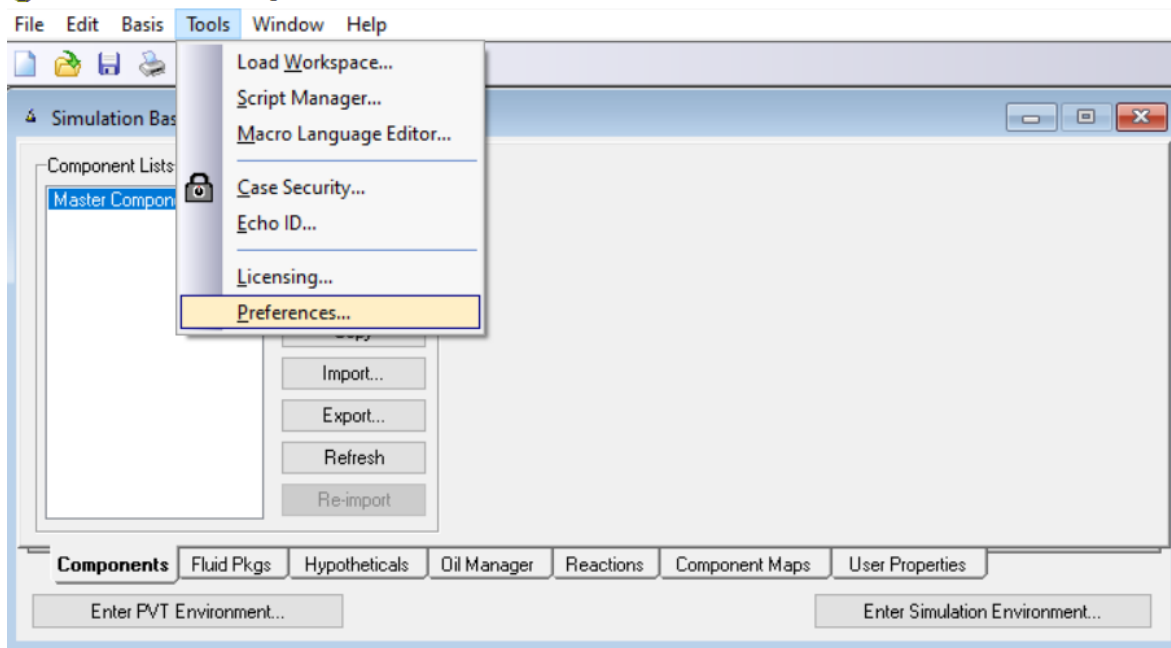 File Edit Basis Tools Window Help
Load Workspace...
Script Manager...
Macro Language Editor...
Case Security...
Echo ID...
Licensing...
Preferences...
Simulation Bas
Component Lists
Master Compon
Import...
Export...
Refresh
Re-import
Components Fluid Pkgs Hypotheticals Oil Manager Reactions Component Maps User Properties
Enter PVT Environment... Enter Simulation Environment...